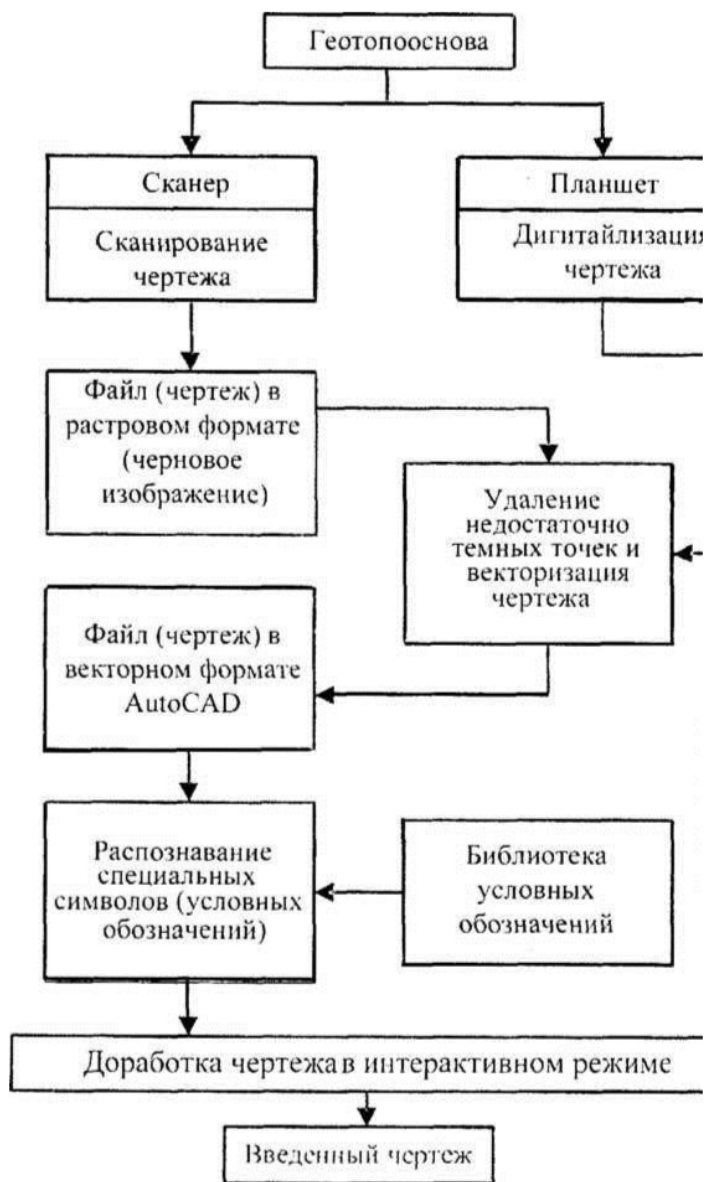 Геотопооснова
Сканер
Сканирование
чертежа
Планшет
Дигитайлизация
чертежа
Файл (чертеж) в
растровом формате
(черновое
изображение)
Удаление
недостаточно
темных точек и
векторизация
чертежа
Файл (чертеж) в
векторном формате
AutoCAD
Распознавание
специальных
символов (условных
обозначений)
Библиотека
условных
обозначений
Доработка чертежа в интерактивном режиме
Введенный чертеж